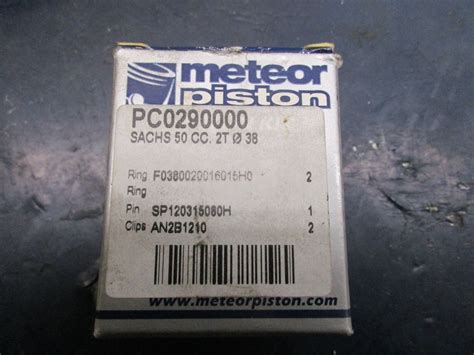 meteor
piston
PC0290000
SACHS 50 CC. 2T Ø 38
Ring F0380020016015H0 2
Ring
Pin SP120315080H 1
Clips AN2B1210 2
www.meteorpiston.com